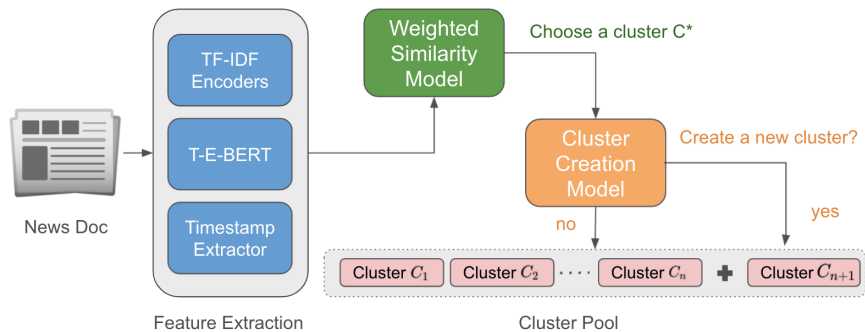 TF-IDF
Encoders
T-E-BERT
Timestamp
Extractor
News Doc
Feature Extraction
Weighted
Similarity
Model
Choose a cluster C*
Cluster
Creation
Model
Create a new cluster?
no
yes
Cluster C₁ Cluster C₂ ···· Cluster Cₙ + Cluster Cₙ₊₁
Cluster Pool